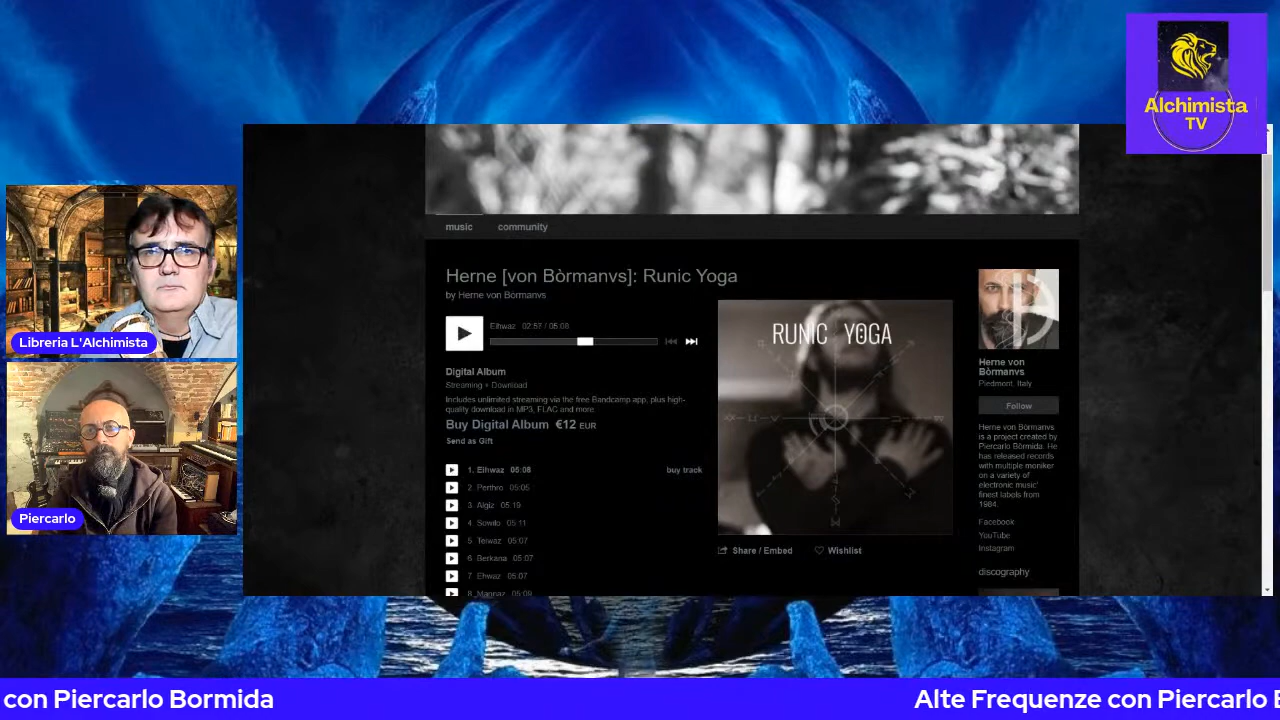 Alchimista
TV
music
community
Herne [von Bòrmanvs]: Runic Yoga
by Herne von Bòrmanvs
Eihwaz 02:57 / 05:08
Digital Album
Streaming + Download
Includes unlimited streaming via the free Bandcamp app, plus high-
quality download in MP3, FLAC and more.
Buy Digital Album €12 EUR
Send as Gift
1. Eihwaz 05:08
buy track
2. Perthro 05:05
3. Algiz 05:19
4. Sowilo 05:11
5. Teiwaz 05:07
6. Berkana 05:07
7. Ehwaz 05:07
8. Mannaz 05:09
RUNIC YOGA
Share / Embed
Wishlist
Herne von
Bòrmanvs
Piedmont, Italy
Follow
Herne von Bòrmanvs
is a project created by
Piercarlo Bòrmida. He
has released records
with multiple moniker
on a variety of
electronic music'
finest labels from
1984.
Facebook
YouTube
Instagram
discography
Libreria L'Alchimista
Piercarlo
con Piercarlo Bormida
Alte Frequenze con Piercarlo